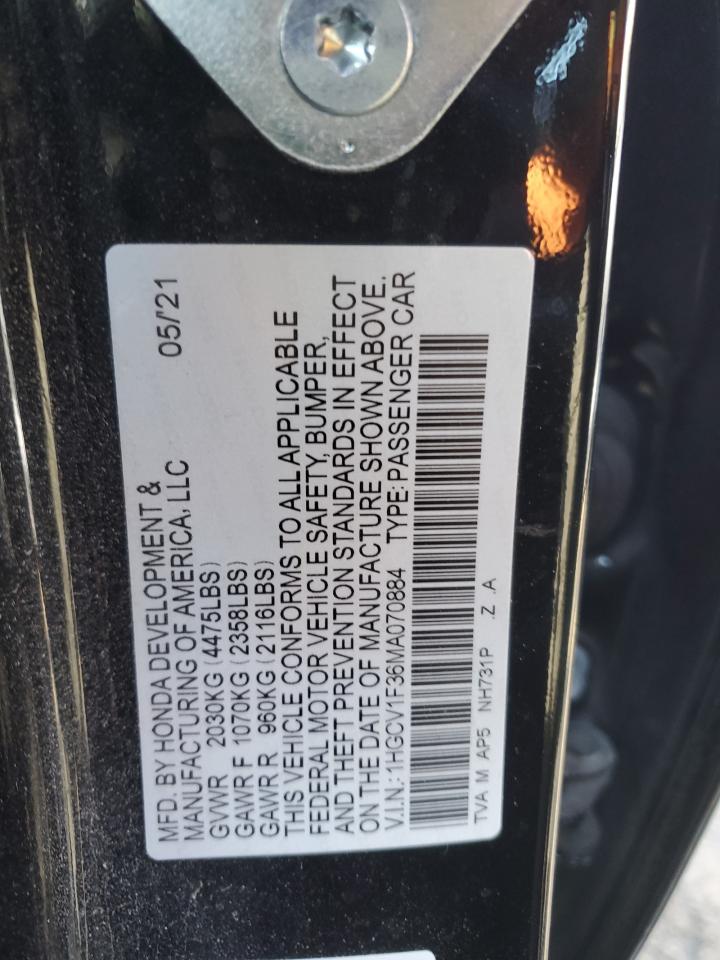 MFD. BY HONDA DEVELOPMENT &
MANUFACTURING OF AMERICA, LLC 05/'21
GVWR 2030KG (4475LBS)
GAWR F 1070KG (2358LBS)
GAWR R 960KG (2116LBS)
THIS VEHICLE CONFORMS TO ALL APPLICABLE
FEDERAL MOTOR VEHICLE SAFETY, BUMPER,
AND THEFT PREVENTION STANDARDS IN EFFECT
ON THE DATE OF MANUFACTURE SHOWN ABOVE.
V.I.N.: 1HGCV1F36MA070884 TYPE: PASSENGER CAR
TVA M AP5 NH731P .Z .A